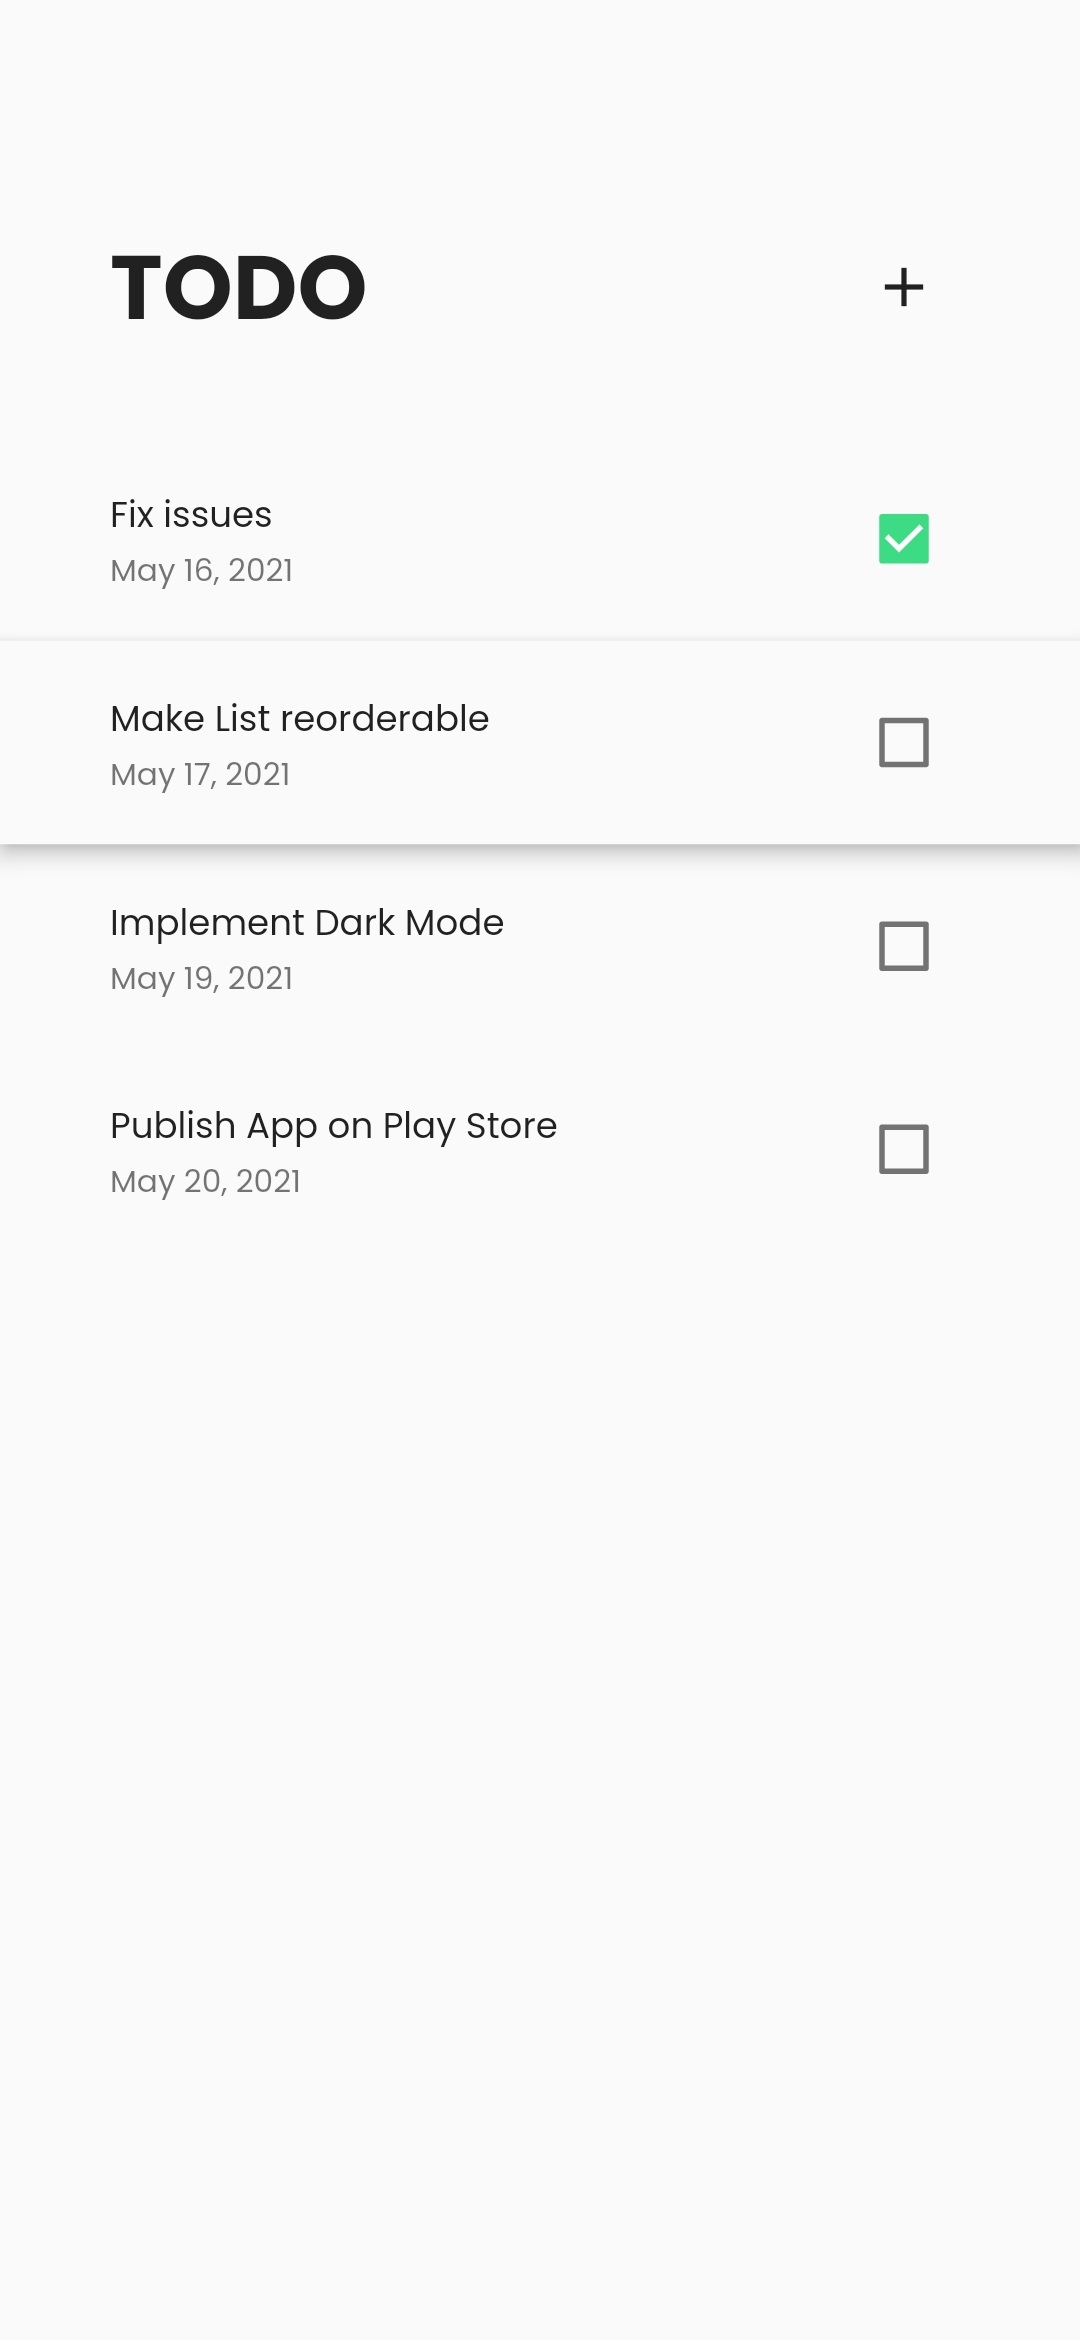 TODO
Fix issues
May 16, 2021
Make List reorderable
May 17, 2021
Implement Dark Mode
May 19, 2021
Publish App on Play Store
May 20, 2021